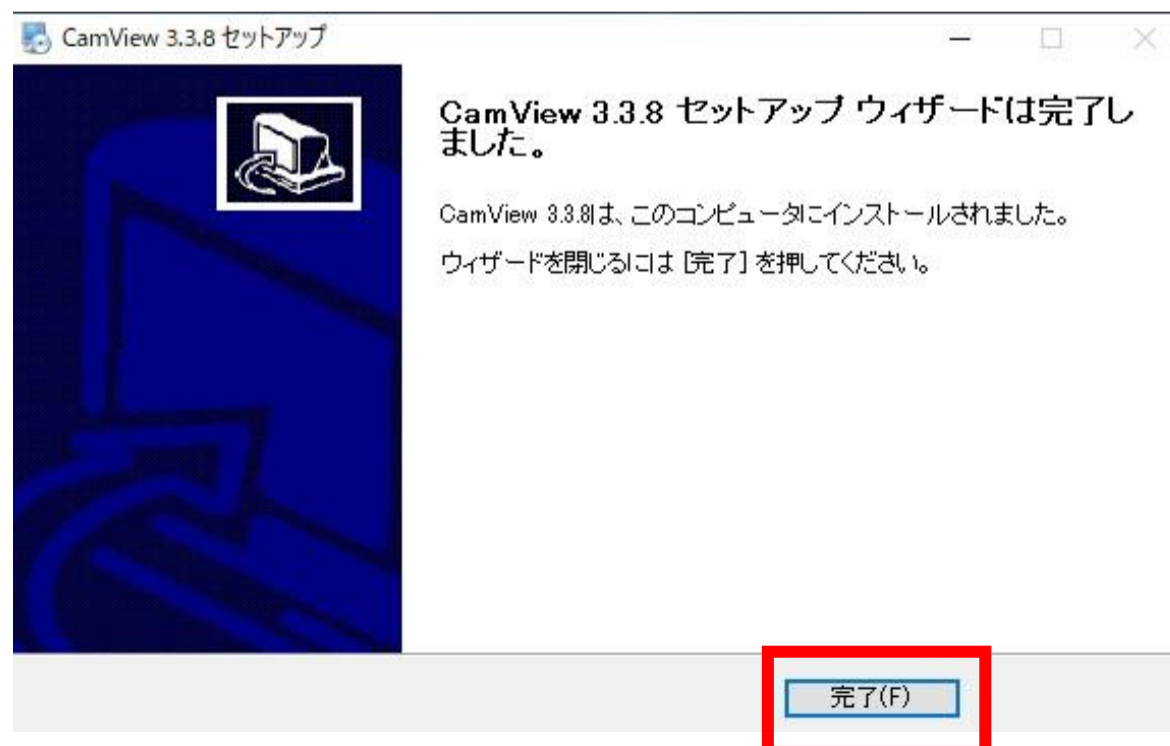 CamView 3.3.8 セットアップ
CamView 3.3.8 セットアップ ウィザードは完了し
ました。
CamView 3.3.8は、このコンピュータにインストールされました。
ウィザードを閉じるには [完了] を押してください。
完了(F)